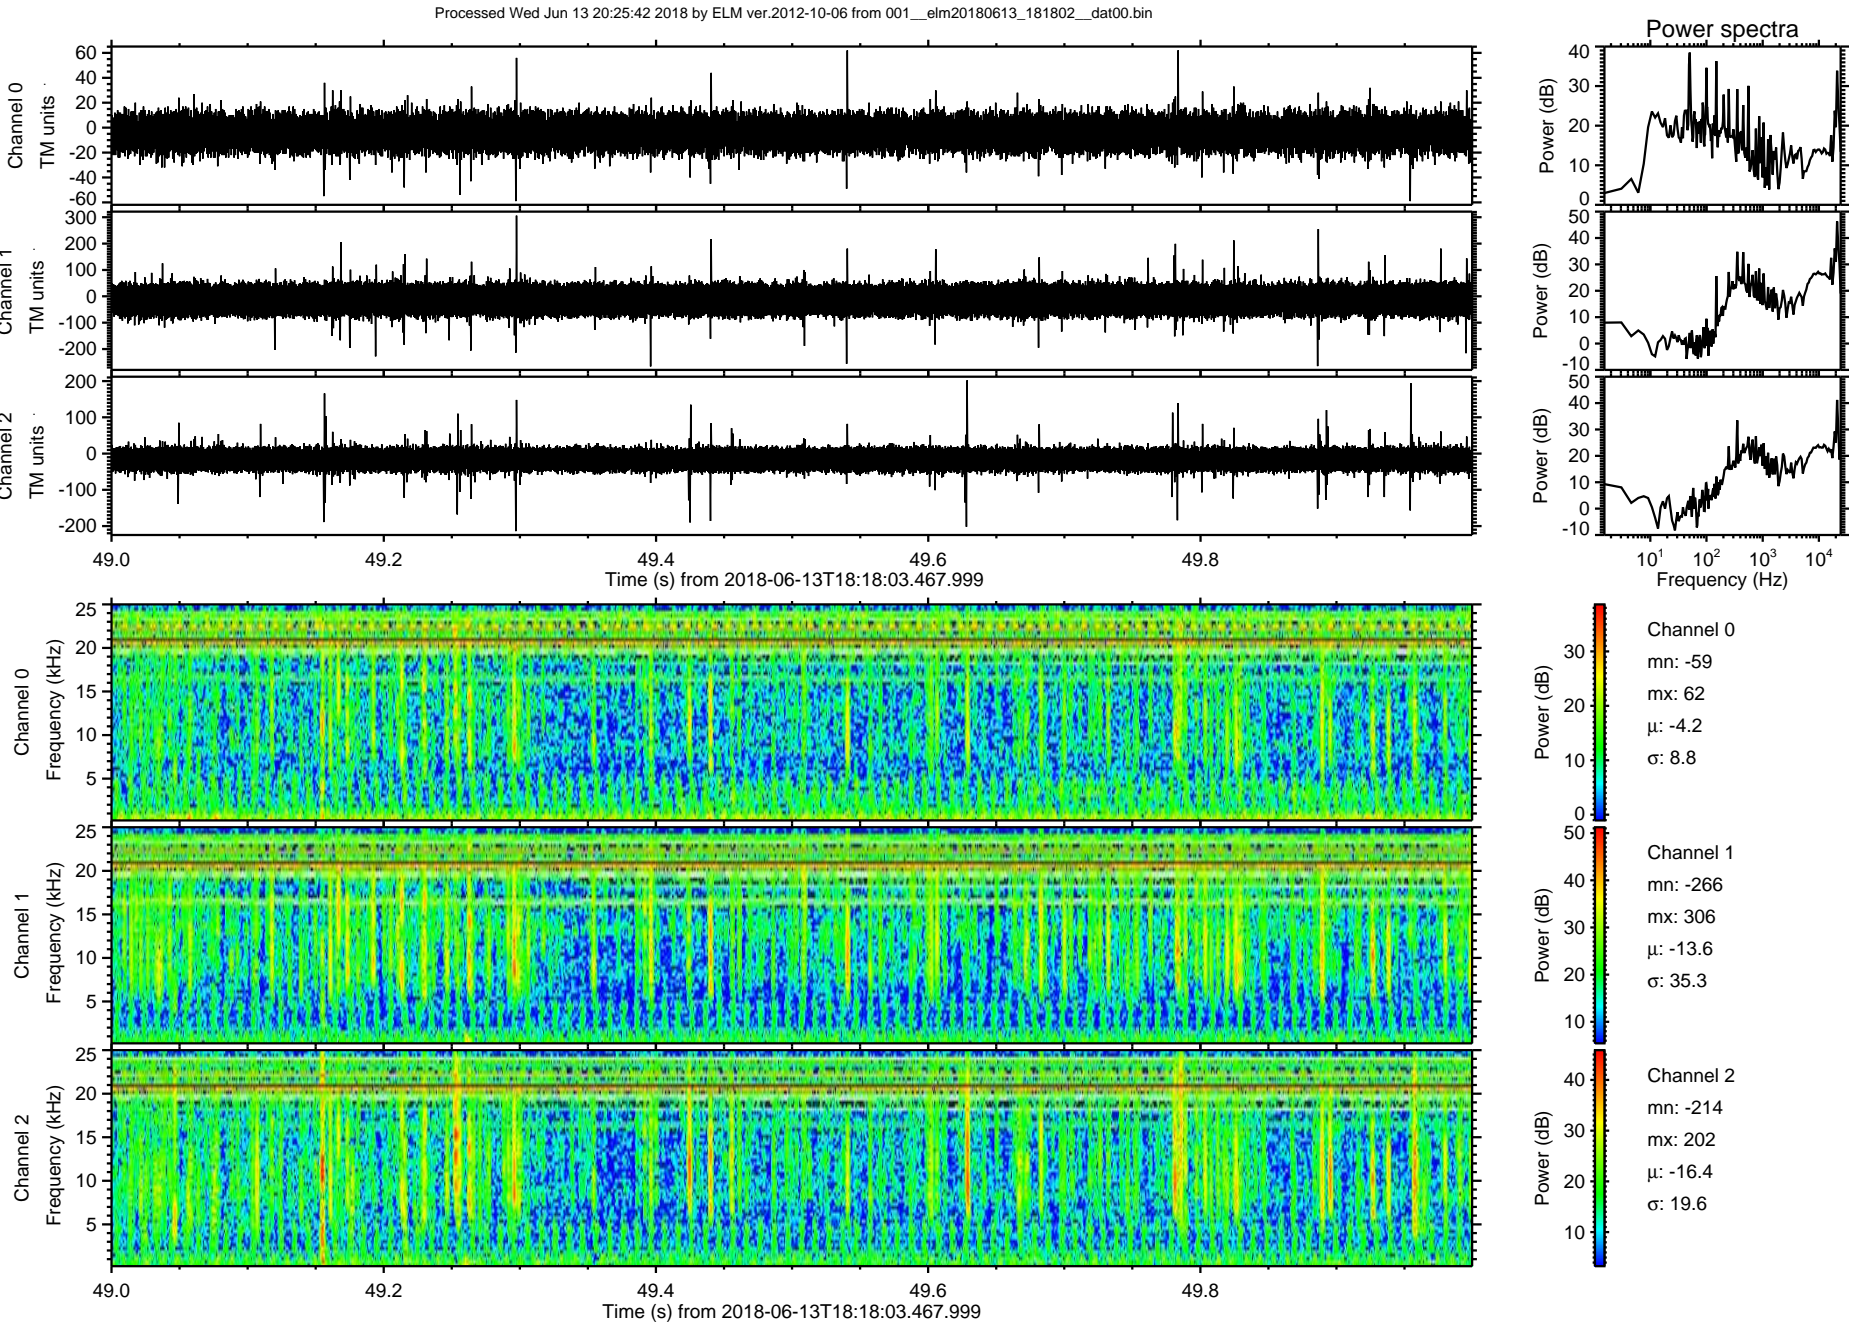 Processed Wed Jun 13 20:25:42 2018 by ELM ver.2012-10-06 from 001__elm20180613_181802__dat00.bin
Power spectra
Channel 0
TM units
60
40
20
0
-20
-40
-60
Power (dB)
40
30
20
10
0
Channel 1
TM units
300
200
100
0
-100
-200
Power (dB)
50
40
30
20
10
0
-10
Channel 2
TM units
200
100
0
-100
-200
Power (dB)
50
40
30
20
10
0
-10
49.0 49.2 49.4 49.6 49.8
Time (s) from 2018-06-13T18:18:03.467.999
10^1 10^2 10^3 10^4
Frequency (Hz)
Channel 0
Frequency (kHz)
25
20
15
10
5
Power (dB)
30
20
10
0
Channel 0
mn: -59
mx: 62
μ: -4.2
σ: 8.8
Channel 1
Frequency (kHz)
25
20
15
10
5
Power (dB)
50
40
30
20
10
Channel 1
mn: -266
mx: 306
μ: -13.6
σ: 35.3
Channel 2
Frequency (kHz)
25
20
15
10
5
Power (dB)
40
30
20
10
Channel 2
mn: -214
mx: 202
μ: -16.4
σ: 19.6
49.0 49.2 49.4 49.6 49.8
Time (s) from 2018-06-13T18:18:03.467.999